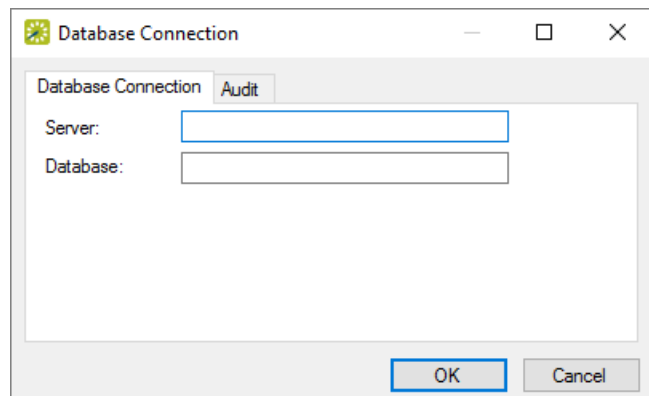 Database Connection
Database Connection Audit
Server:
Database:
OK Cancel